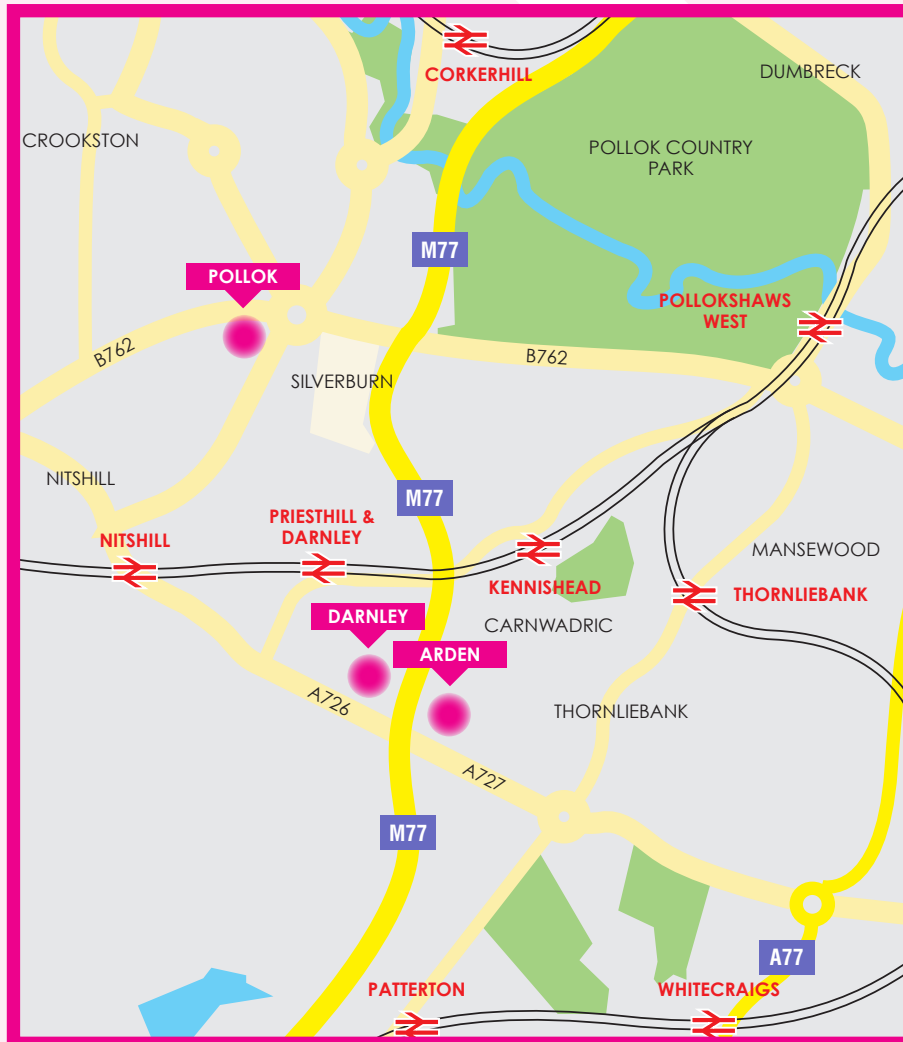 CORKERHILL
DUMBRECK
CROOKSTON
POLLOK COUNTRY
PARK
M77
POLLOK
POLLOKSHAWS
WEST
B762
B762
SILVERBURN
NITSHILL
M77
PRIESTHILL &
DARNLEY
NITSHILL
MANSEWOOD
KENNISHEAD
THORNLIEBANK
DARNLEY
CARNWADRIC
ARDEN
A726
THORNLIEBANK
A727
M77
A77
PATTERTON
WHITECRAIGS